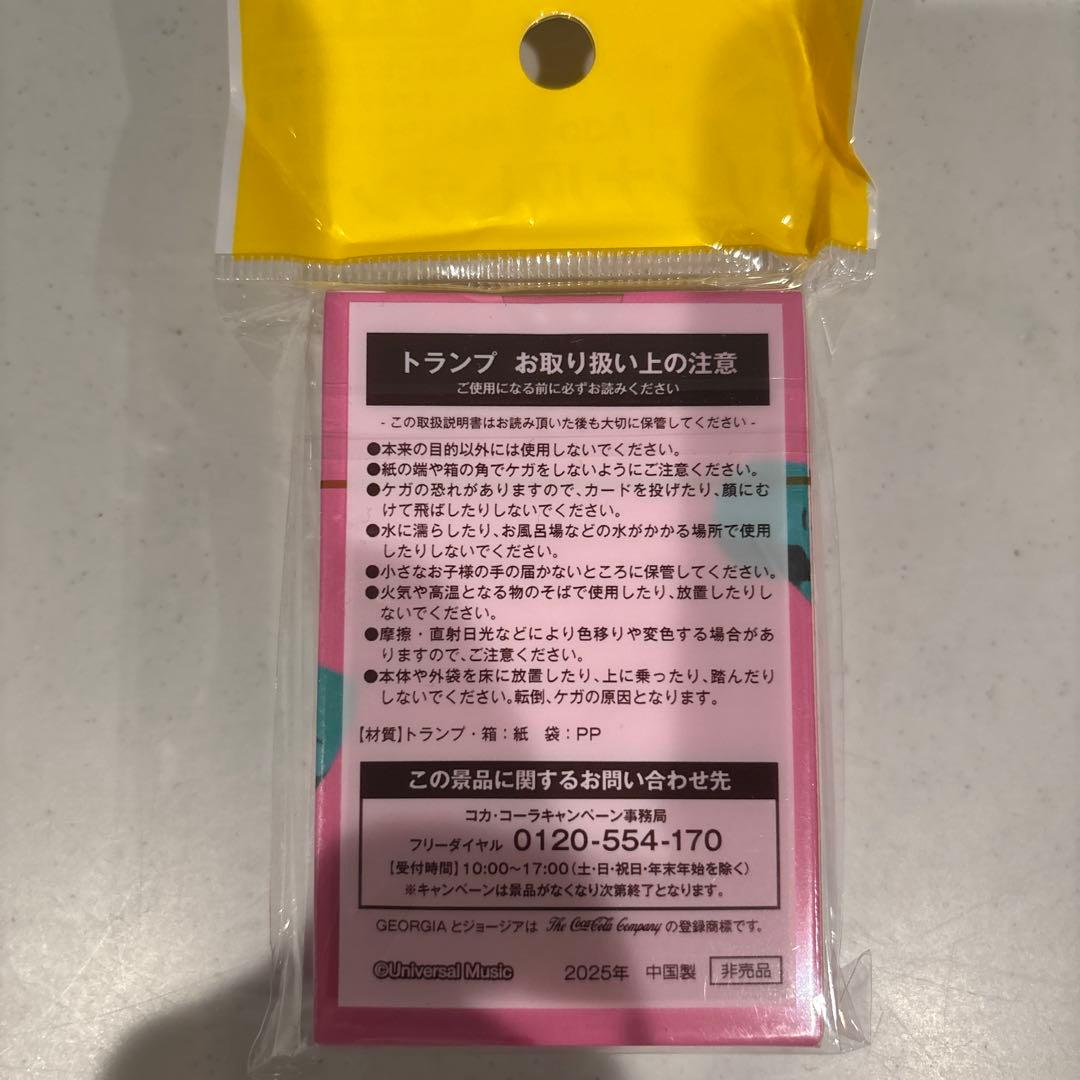 トランプ お取り扱い上の注意
ご使用になる前に必ずお読みください
- この取扱説明書はお読み頂いた後も大切に保管してください -
●本来の目的以外には使用しないでください。
●紙の端や箱の角でケガをしないようにご注意ください。
●ケガの恐れがありますので、カードを投げたり、顔にむ
けて飛ばしたりしないでください。
●水に濡らしたり、お風呂場などの水がかかる場所で使用
したりしないでください。
●小さなお子様の手の届かないところに保管してください。
●火気や高温となる物のそばで使用したり、放置したりし
ないでください。
●摩擦・直射日光などにより色移りや変色する場合があ
りますので、ご注意ください。
●本体や外袋を床に放置したり、上に乗ったり、踏んだり
しないでください。転倒、ケガの原因となります。
【材質】トランプ・箱：紙 袋：PP
この景品に関するお問い合わせ先
コカ・コーラキャンペーン事務局
フリーダイヤル 0120-554-170
【受付時間】10:00～17:00（土・日・祝日・年末年始を除く）
※キャンペーンは景品がなくなり次第終了となります。
GEORGIA とジョージアは The Coca-Cola Company の登録商標です。
©Universal Music 2025年 中国製 非売品